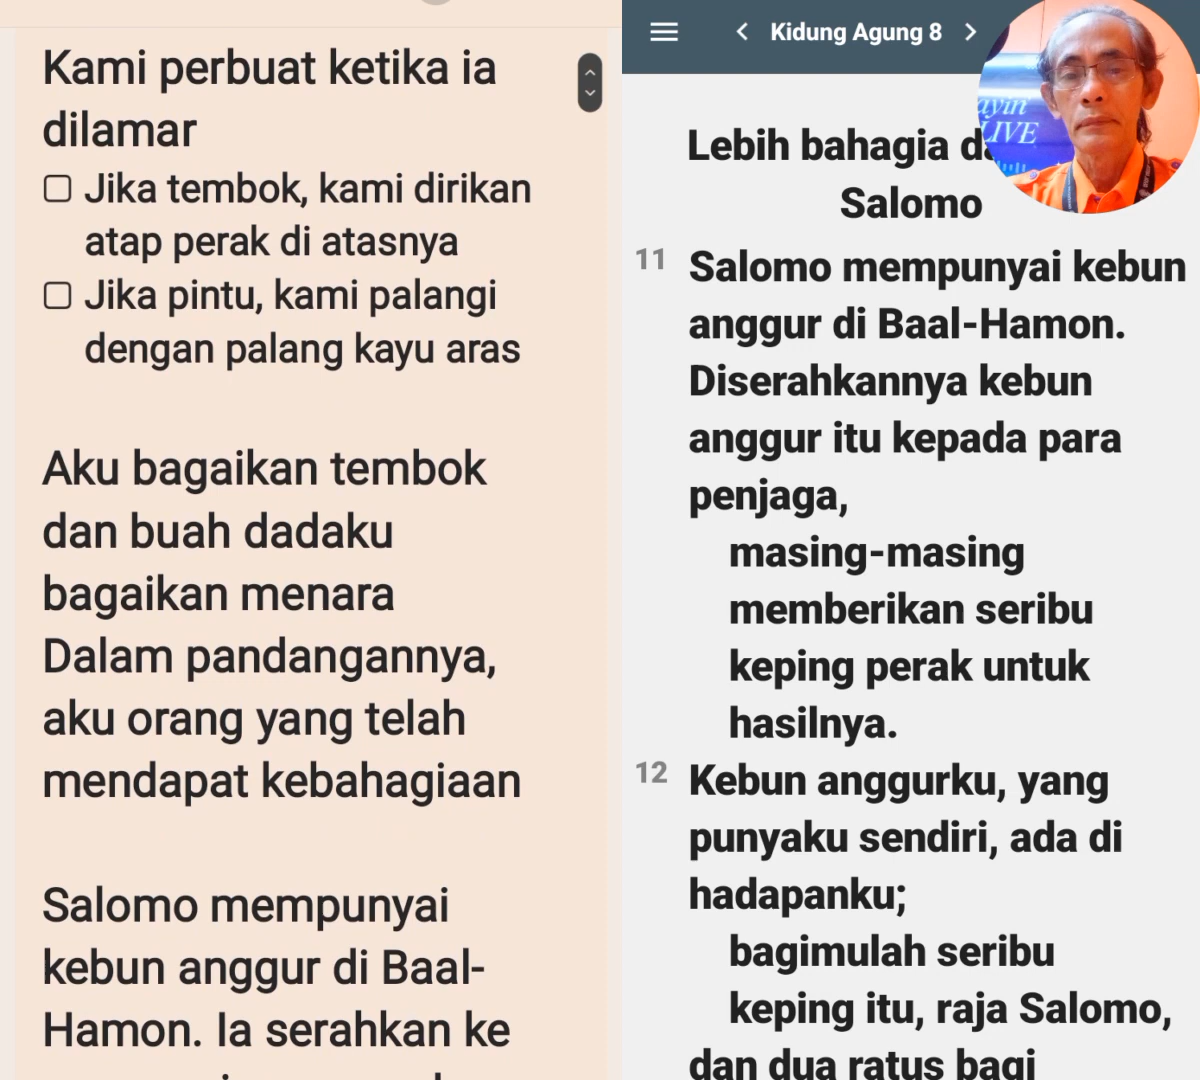 Kami perbuat ketika ia
dilamar
Jika tembok, kami dirikan
atap perak di atasnya
Jika pintu, kami palangi
dengan palang kayu aras
Aku bagaikan tembok
dan buah dadaku
bagaikan menara
Dalam pandangannya,
aku orang yang telah
mendapat kebahagiaan
Salomo mempunyai
kebun anggur di Baal-
Hamon. Ia serahkan ke
Kidung Agung 8
LIVE
Lebih bahagia
Salomo
11 Salomo mempunyai kebun
anggur di Baal-Hamon.
Diserahkannya kebun
anggur itu kepada para
penjaga,
masing-masing
memberikan seribu
keping perak untuk
hasilnya.
12 Kebun anggurku, yang
punyaku sendiri, ada di
hadapanku;
bagimulah seribu
keping itu, raja Salomo,
dan dua ratus bagi